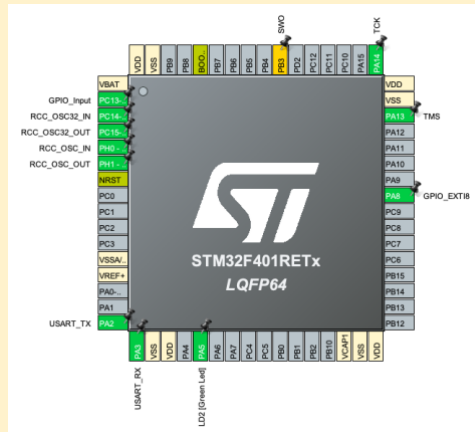 SWO
TCK
VDD
VSS
PB9
PB8
BOO..
PB7
PB6
PB5
PB4
PB3
PD2
PC12
PC11
PC10
PA15
PA14
VBAT
GPIO_Input PC13-..
RCC_OSC32_IN PC14-..
RCC_OSC32_OUT PC15-..
RCC_OSC_IN PH0 -..
RCC_OSC_OUT PH1 -..
NRST
PC0
PC1
PC2
PC3
VSSA/..
VREF+
PA0-..
PA1
USART_TX PA2
VDD
VSS
PA13 TMS
PA12
PA11
PA10
PA9
PA8 GPIO_EXTI8
PC9
PC8
PC7
PC6
PB15
PB14
PB13
PB12
STM32F401RETx
LQFP64
PA3
VSS
VDD
PA4
PA5
PA6
PA7
PC4
PC5
PB0
PB1
PB2
PB10
VCAP1
VSS
VDD
USART_RX
LD2 [Green Led]